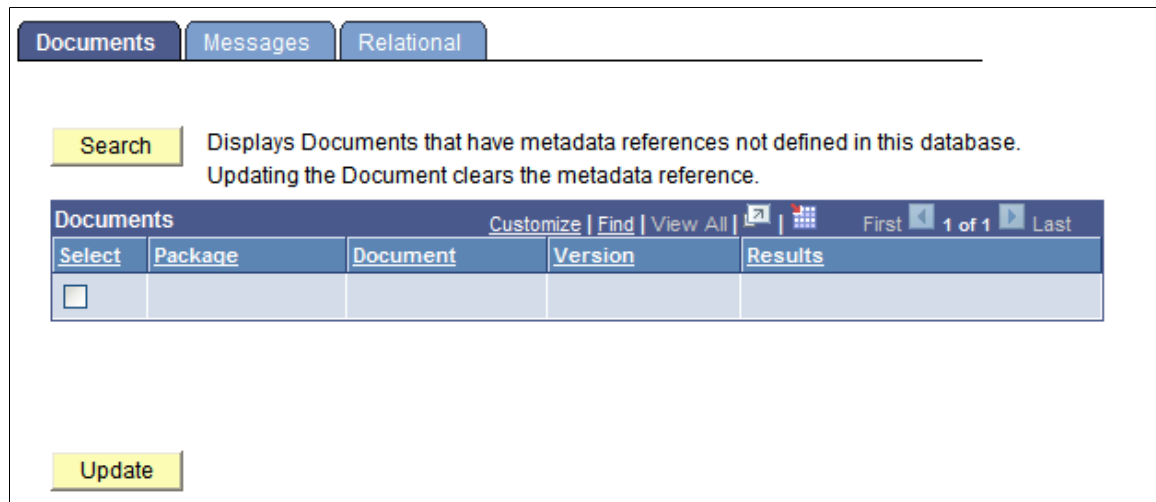 Documents Messages Relational
Search Displays Documents that have metadata references not defined in this database.
Updating the Document clears the metadata reference.
Documents Customize | Find | View All | | First 1 of 1 Last
Select Package Document Version Results
Update